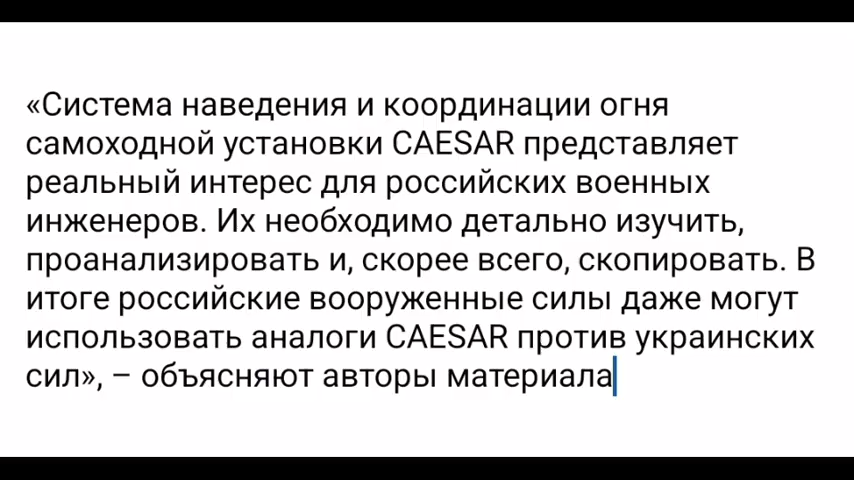 «Система наведения и координации огня
самоходной установки CAESAR представляет
реальный интерес для российских военных
инженеров. Их необходимо детально изучить,
проанализировать и, скорее всего, скопировать. В
итоге российские вооруженные силы даже могут
использовать аналоги CAESAR против украинских
сил», – объясняют авторы материала